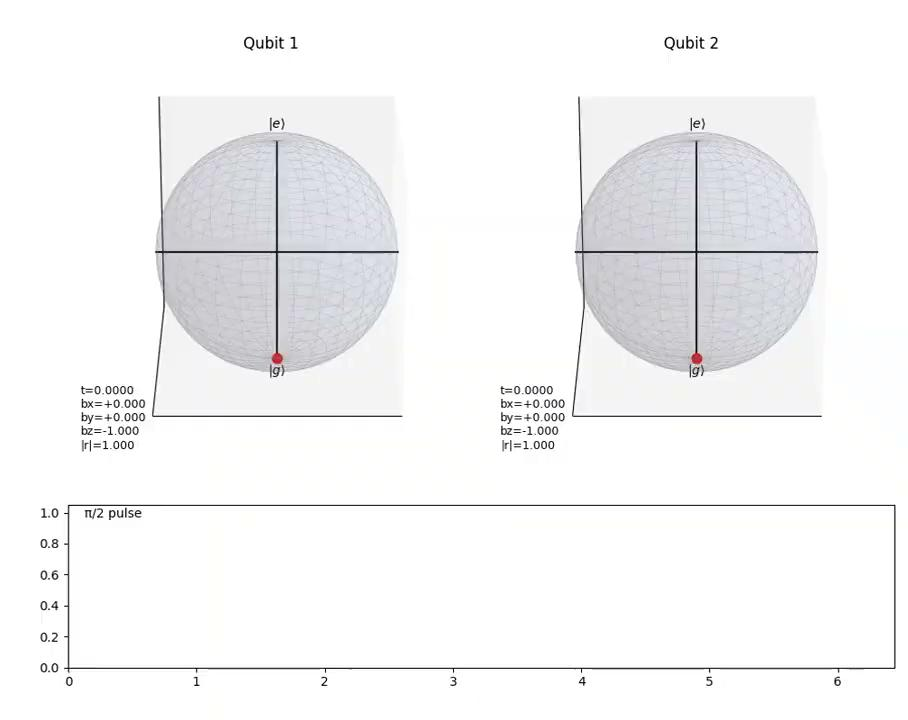 Qubit 1
Qubit 2
|e⟩
|e⟩
|g⟩
|g⟩
t=0.0000
bx=+0.000
by=+0.000
bz=-1.000
|r|=1.000
t=0.0000
bx=+0.000
by=+0.000
bz=-1.000
|r|=1.000
π/2 pulse
1.0
0.8
0.6
0.4
0.2
0.0
0 1 2 3 4 5 6